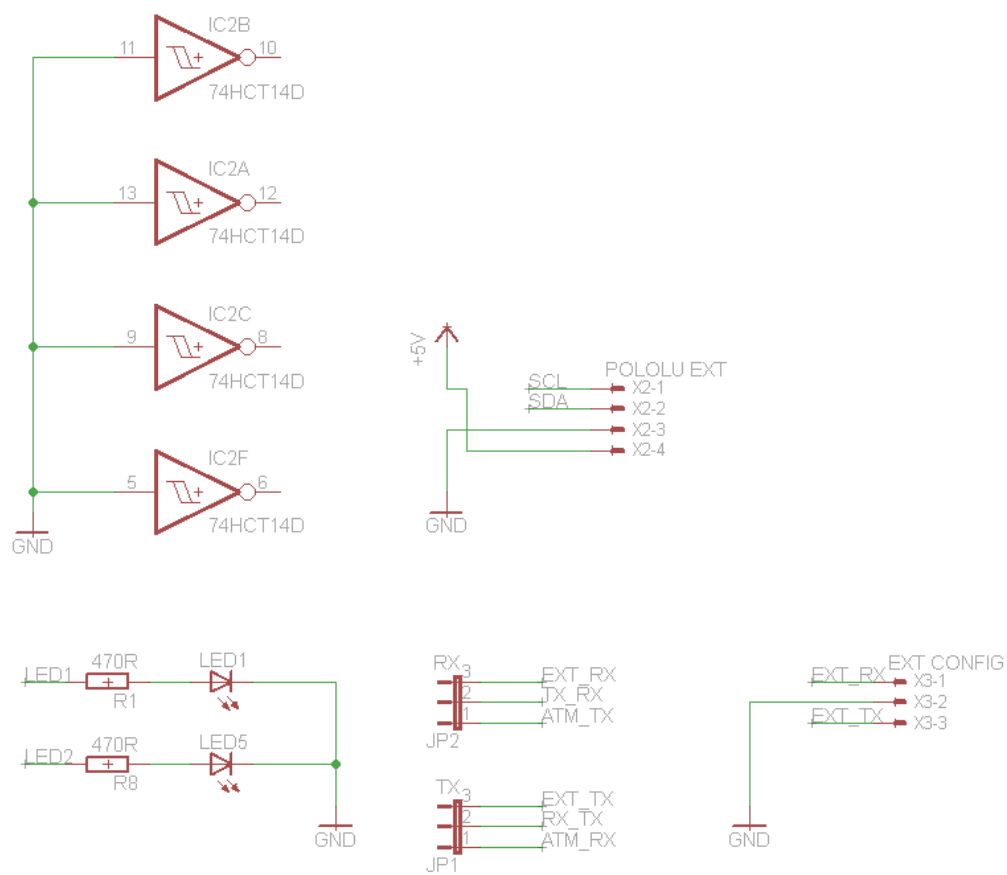 IC2B
11
10
74HCT14D
IC2A
13
12
74HCT14D
IC2C
9
8
74HCT14D
IC2F
5
6
74HCT14D
GND
+5V
POLOLU EXT
SCL
X2-1
SDA
X2-2
X2-3
X2-4
GND
LED1
470R
R1
LED1
LED2
470R
R8
LED5
GND
RX
3
EXT_RX
2
TX_RX
1
ATM_TX
JP2
TX
3
EXT_TX
2
RX_TX
1
ATM_RX
JP1
EXT CONFIG
EXT_RX
X3-1
X3-2
EXT_TX
X3-3
GND